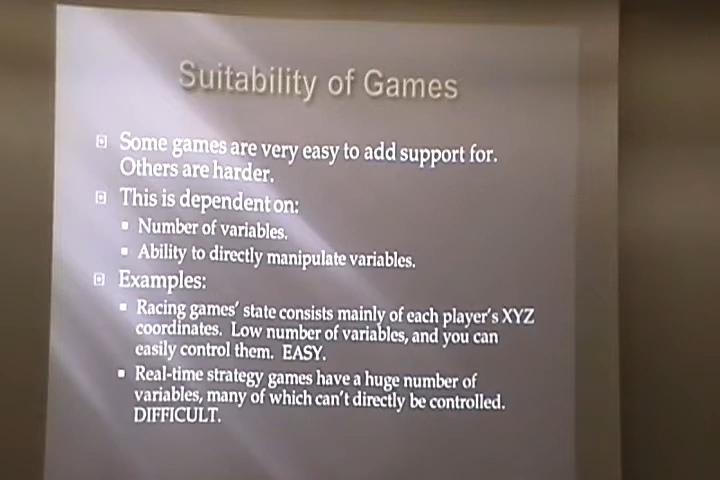 Suitability of Games
Some games are very easy to add support for.
Others are harder.
This is dependent on:
Number of variables.
Ability to directly manipulate variables.
Examples:
Racing games' state consists mainly of each player's XYZ
coordinates. Low number of variables, and you can
easily control them. EASY.
Real-time strategy games have a huge number of
variables, many of which can't directly be controlled.
DIFFICULT.